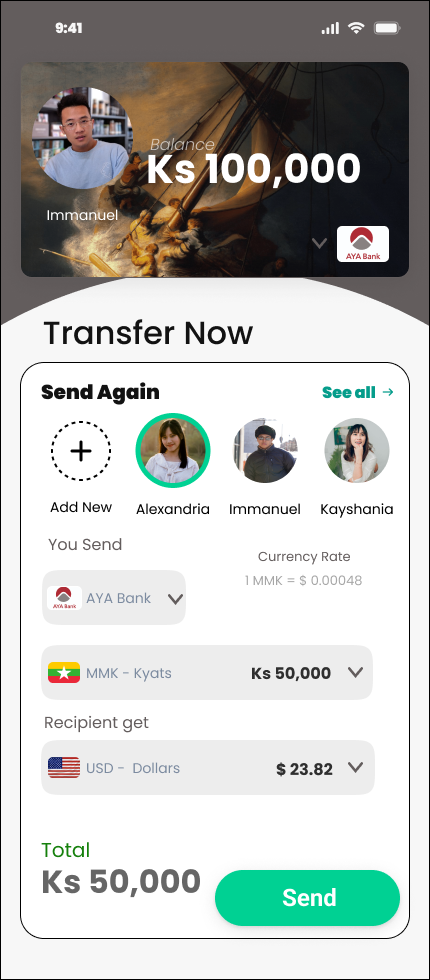 9:41
Balance
Ks 100,000
Immanuel
AYA Bank
Transfer Now
Send Again
See all →
Add New
Alexandria
Immanuel
Kayshania
You Send
Currency Rate
1 MMK = $ 0.00048
AYA Bank
AYA Bank
MMK - Kyats
Ks 50,000
Recipient get
USD - Dollars
$ 23.82
Total
Ks 50,000
Send